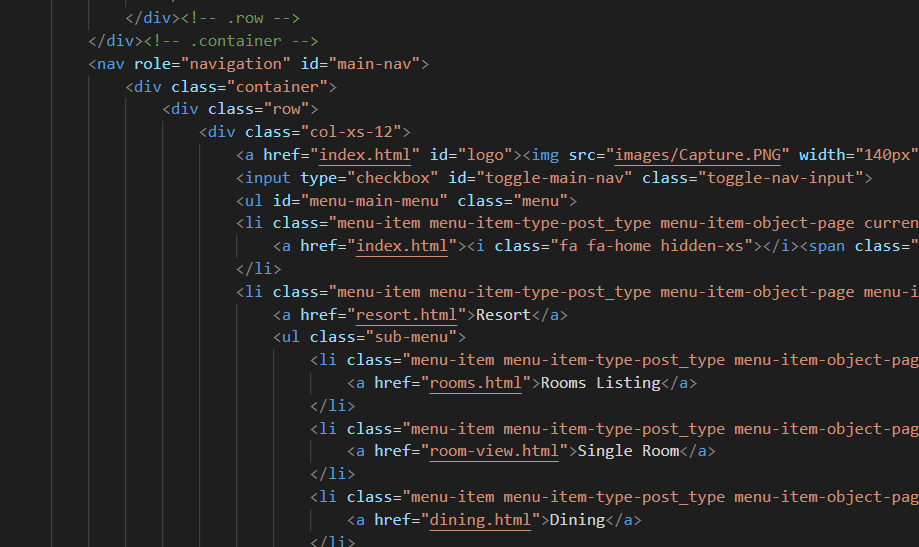 </div><!-- .row -->
</div><!-- .container -->
<nav role="navigation" id="main-nav">
<div class="container">
<div class="row">
<div class="col-xs-12">
<a href="index.html" id="logo"><img src="images/Capture.PNG" width="140px"
<input type="checkbox" id="toggle-main-nav" class="toggle-nav-input">
<ul id="menu-main-menu" class="menu">
<li class="menu-item menu-item-type-post_type menu-item-object-page curren
<a href="index.html"><i class="fa fa-home hidden-xs"></i><span class="
</li>
<li class="menu-item menu-item-type-post_type menu-item-object-page menu-i
<a href="resort.html">Resort</a>
<ul class="sub-menu">
<li class="menu-item menu-item-type-post_type menu-item-object-pag
<a href="rooms.html">Rooms Listing</a>
</li>
<li class="menu-item menu-item-type-post_type menu-item-object-pag
<a href="room-view.html">Single Room</a>
</li>
<li class="menu-item menu-item-type-post_type menu-item-object-pag
<a href="dining.html">Dining</a>
</li>